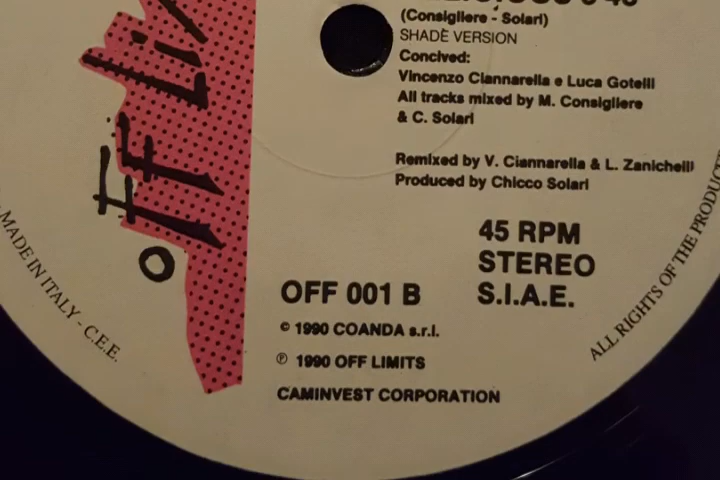 (Consigliere - Solari)
SHADÈ VERSION
Concived:
Vincenzo Ciannarella e Luca Gotelli
All tracks mixed by M. Consigliere
& C. Solari
Remixed by V. Ciannarella & L. Zanichelli
Produced by Chicco Solari
45 RPM
STEREO
S.I.A.E.
OFF 001 B
© 1990 COANDA s.r.l.
℗ 1990 OFF LIMITS
CAMINVEST CORPORATION
oFF
MADE IN ITALY - C.E.E.
ALL RIGHTS OF THE